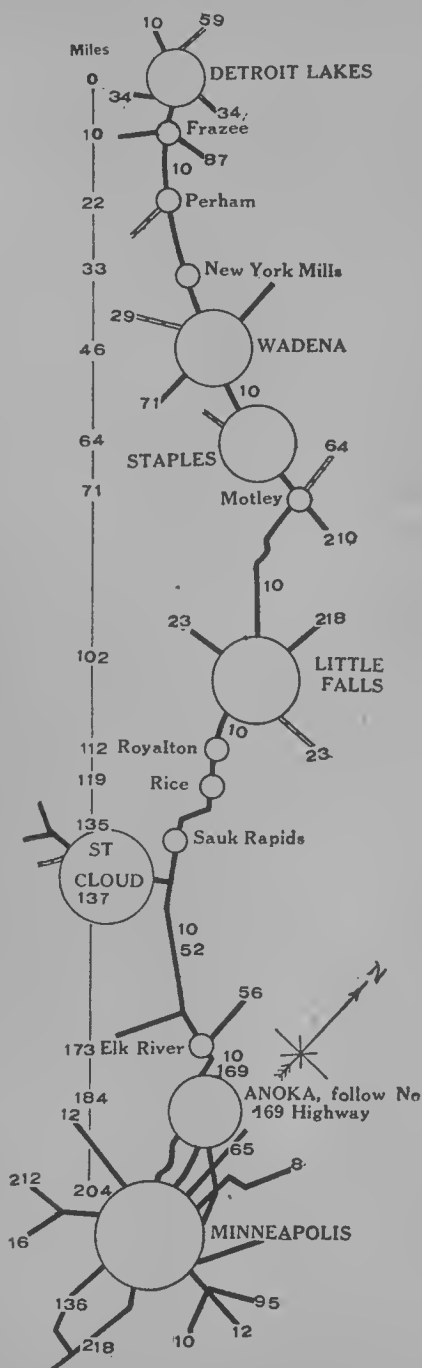 10 59
Miles
0 DETROIT LAKES
34 34
10 Frazee
10 87
22 Perham
33 New York Mills
29
46 WADENA
71 10
64 STAPLES
64
71 Motley
210
10
23 218
102 LITTLE
FALLS
10
112 Royalton
23
119 Rice
135 Sauk Rapids
ST
CLOUD
137
10
52
N
56
173 Elk River
10
169
184 ANOKA, follow No
169 Highway
12
65
8
212
204
MINNEAPOLIS
16
136 95
218 10 12